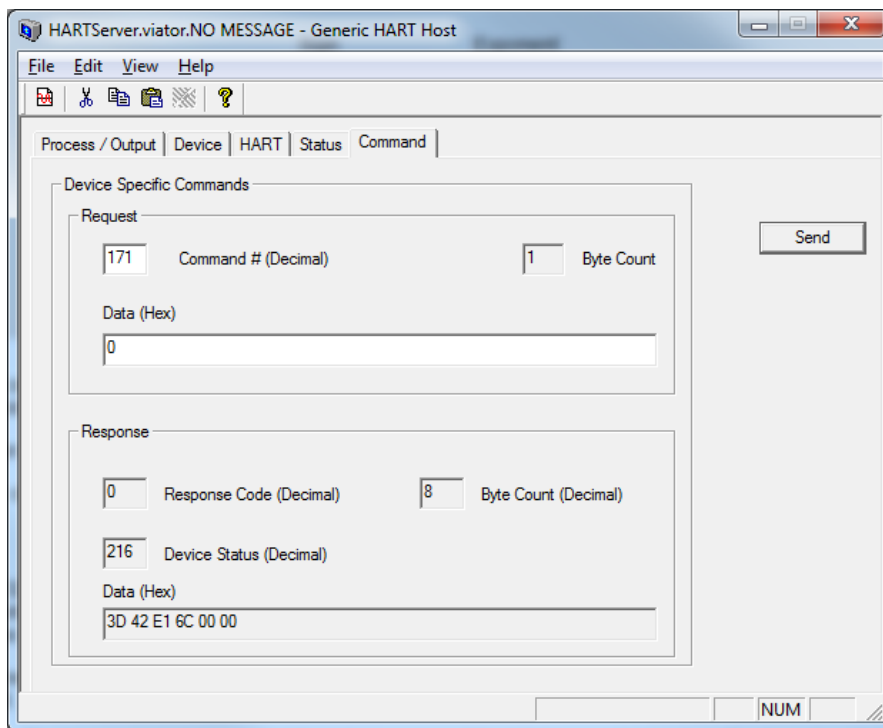 HARTServer.viator.NO MESSAGE - Generic HART Host
File Edit View Help
Process / Output Device HART Status Command
Device Specific Commands
Request
171 Command # (Decimal) 1 Byte Count
Send
Data (Hex)
0
Response
0 Response Code (Decimal) 8 Byte Count (Decimal)
216 Device Status (Decimal)
Data (Hex)
3D 42 E1 6C 00 00
NUM